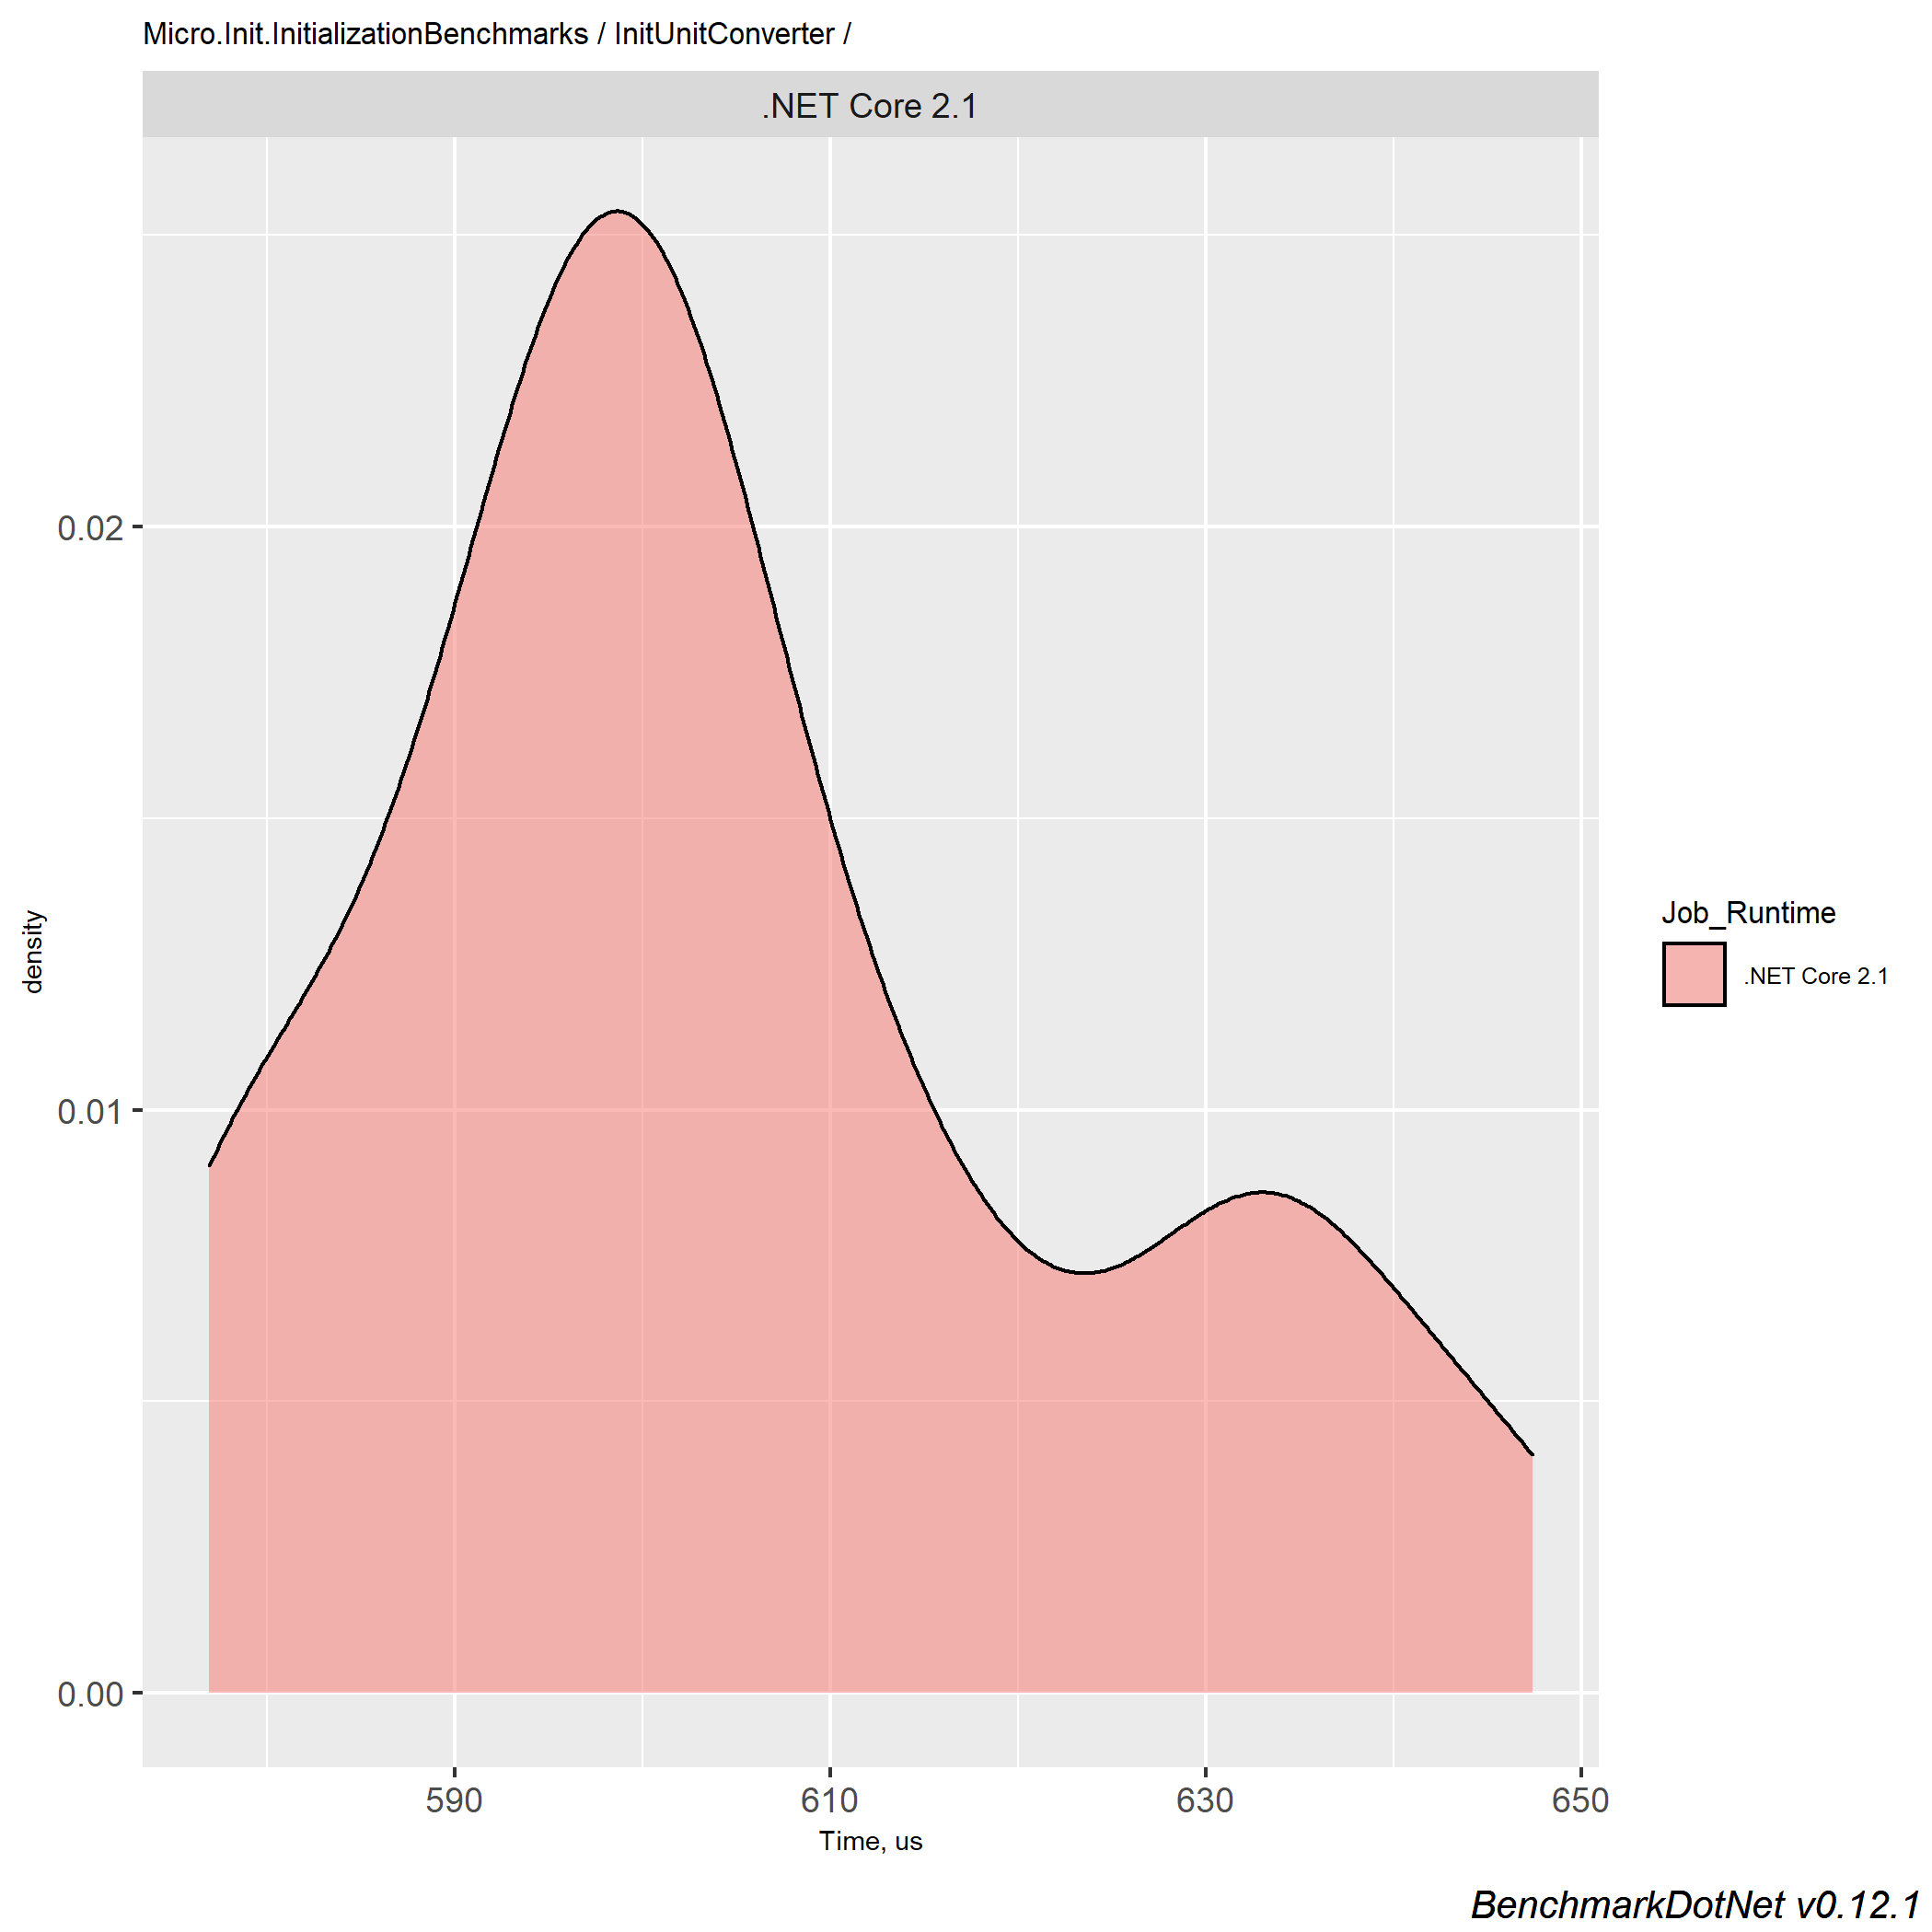 Micro.Init.InitializationBenchmarks / InitUnitConverter /
.NET Core 2.1
0.02
0.01
0.00
density
590 610 630 650
Time, us
Job_Runtime
.NET Core 2.1
BenchmarkDotNet v0.12.1